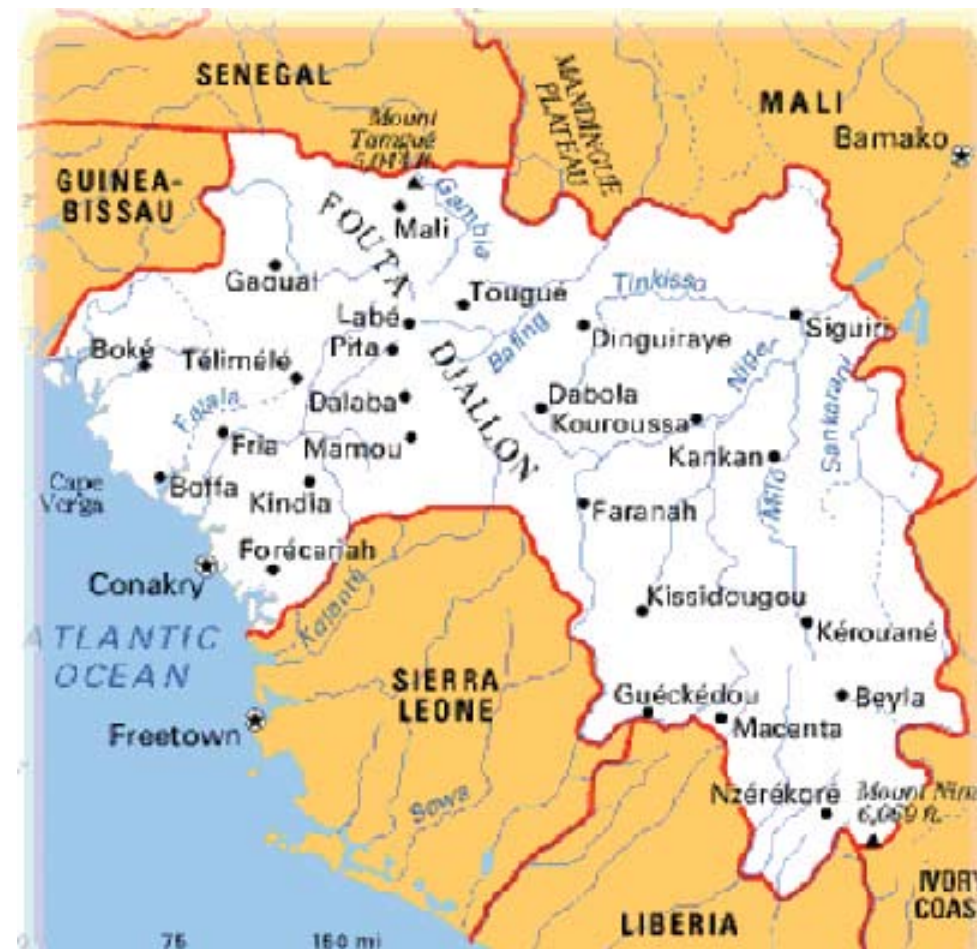 SENEGAL
MALI
Bamako
MANDINGUE
PLATEAU
Mount
Tamgué
GUINEA-
BISSAU
FOUTA
DJALLON
Gambie
Mali
Gaoual
Tougué
Tinkisso
Labé
Bafing
Dinguiraye
Siguiri
Boké
Télimélé
Pita
Niger
Fatala
Dalaba
Dabola
Kouroussa
Sankarani
Fria
Mamou
Kankan
Milo
Cape
Verga
Boffa
Kindia
Faranah
Forécariah
Conakry
Kolenté
Kissidougou
Kérouané
ATLANTIC
OCEAN
SIERRA
LEONE
Guéckédou
Beyla
Freetown
Macenta
Sewa
Nzérékoré
Mount Nim
6,069 ft.
LIBERIA
IVORY
COAS
75
150 mi